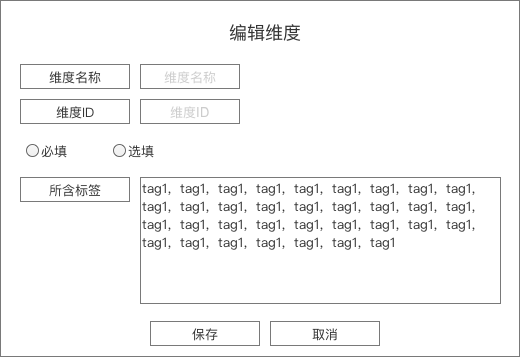 编辑维度
维度名称 维度名称
维度ID 维度ID
必填 选填
所含标签
tag1，tag1，tag1，tag1，tag1，tag1，tag1，tag1，tag1，
tag1，tag1，tag1，tag1，tag1，tag1，tag1，tag1，tag1，
tag1，tag1，tag1，tag1，tag1，tag1，tag1，tag1，tag1，
tag1，tag1，tag1，tag1，tag1，tag1，tag1
保存 取消